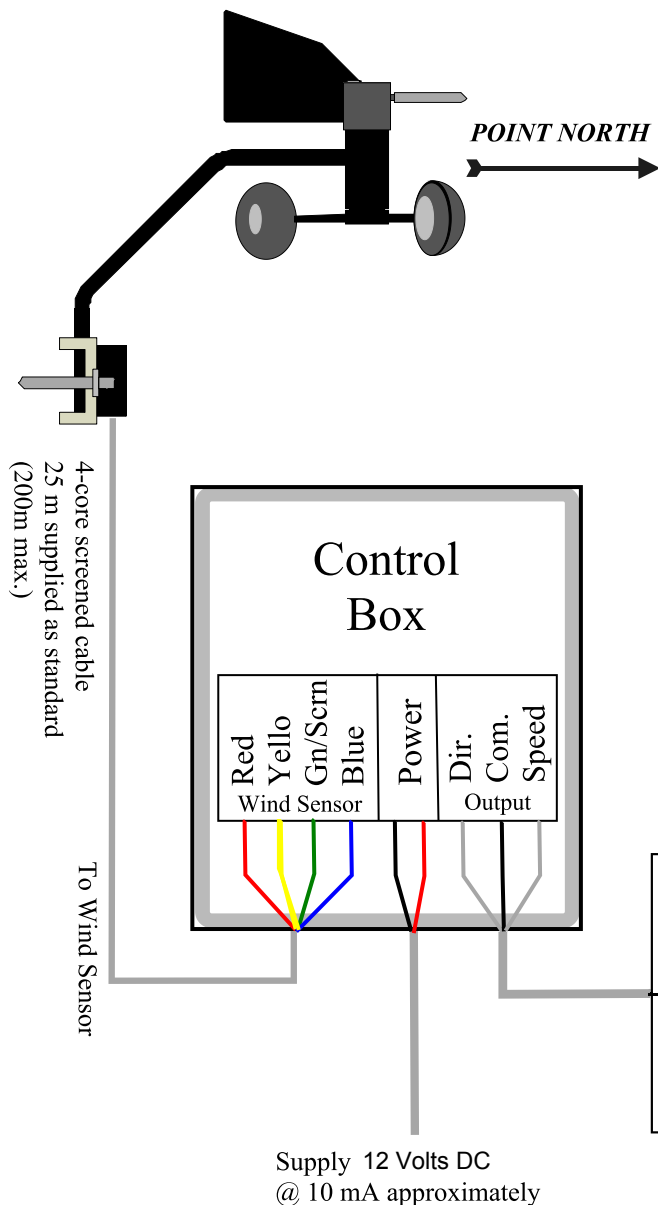 POINT NORTH
4-core screened cable
25 m supplied as standard
(200m max.)
Control
Box
Red
Yello
Gn/Scrn
Blue
Power
Dir.
Com.
Speed
Wind Sensor
Output
To Wind Sensor
Supply 12 Volts DC
@ 10 mA approximately